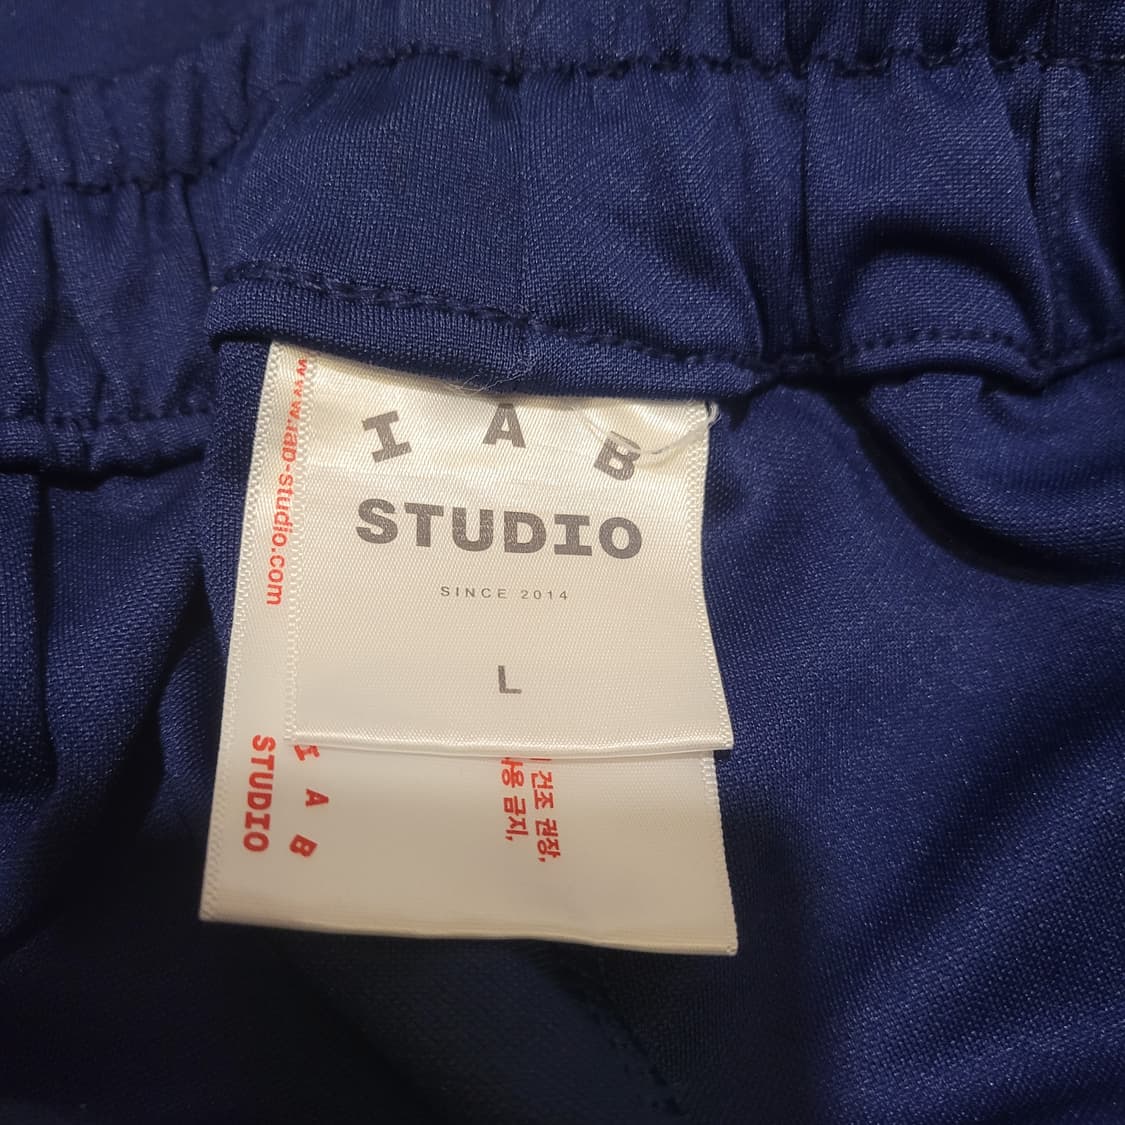 I A B
STUDIO
SINCE 2014
L
www.iab-studio.com
I A B
STUDIO
건조 권장,
사용 금지,